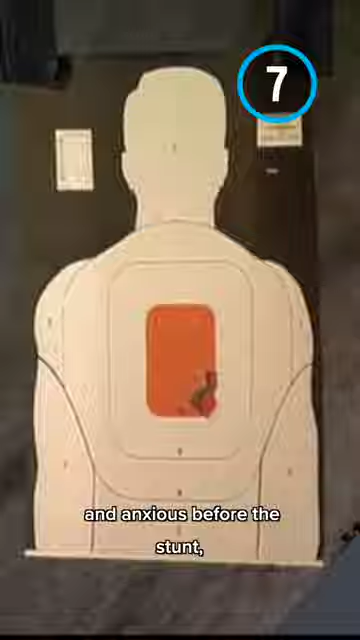 7
and anxious before the
stunt,